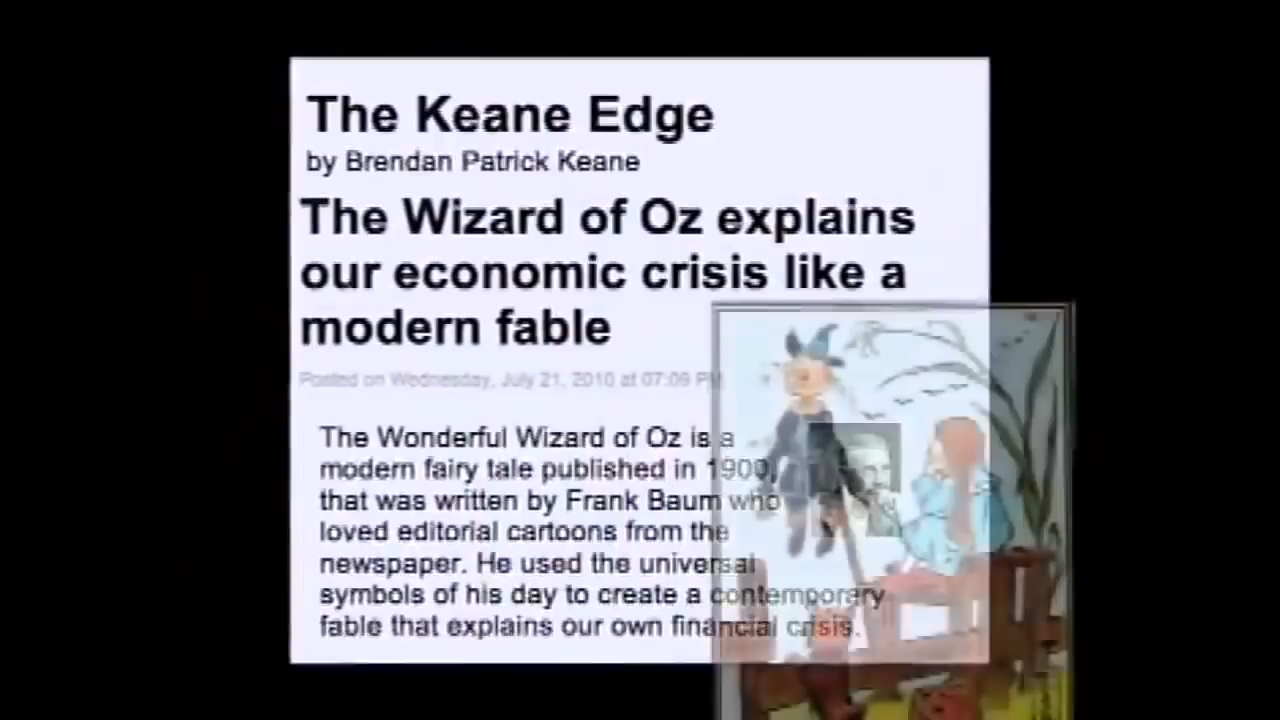 The Keane Edge
by Brendan Patrick Keane
The Wizard of Oz explains
our economic crisis like a
modern fable
Posted on Wednesday, July 21, 2010 at 07:09 PM
The Wonderful Wizard of Oz is a
modern fairy tale published in 1900,
that was written by Frank Baum who
loved editorial cartoons from the
newspaper. He used the universal
symbols of his day to create a contemporary
fable that explains our own financial crisis.